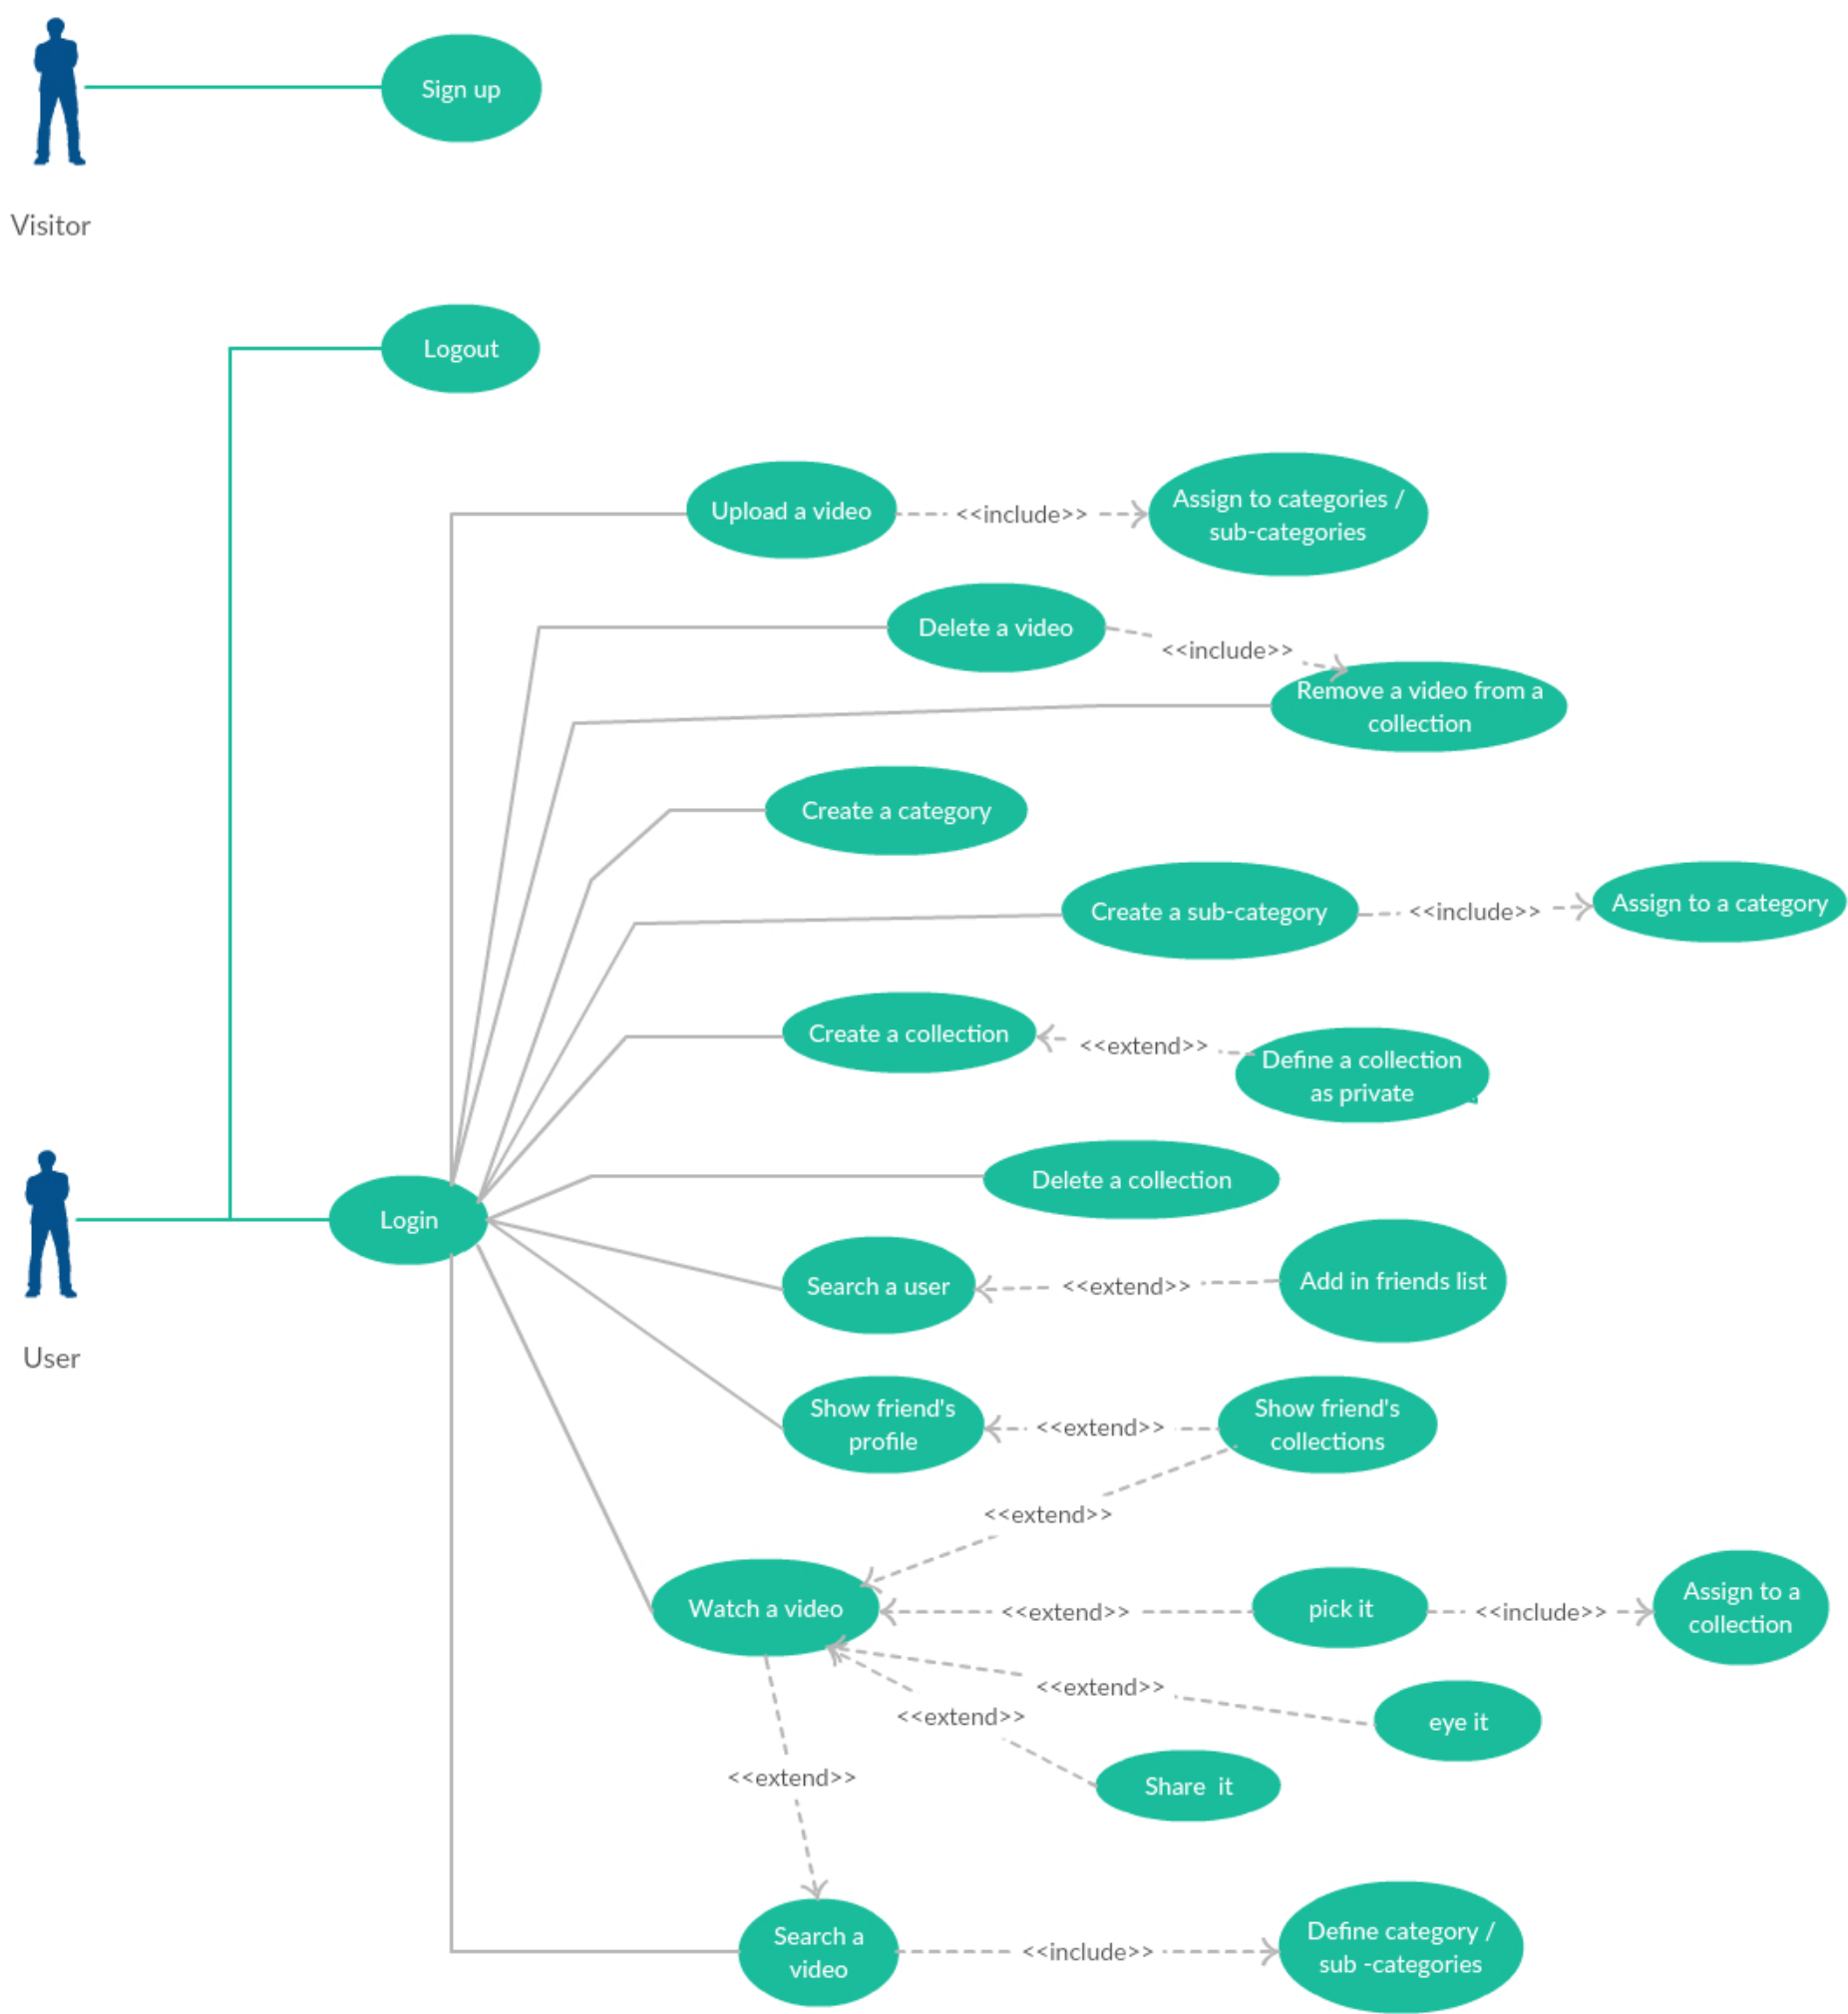 Sign up
Visitor
Logout
Upload a video
<<include>>
Assign to categories /
sub-categories
Delete a video
<<include>>
Remove a video from a
collection
Create a category
Create a sub-category
<<include>>
Assign to a category
Create a collection
<<extend>>
Define a collection
as private
Delete a collection
Login
User
Search a user
<<extend>>
Add in friends list
Show friend's
profile
<<extend>>
Show friend's
collections
<<extend>>
Watch a video
<<extend>>
pick it
<<include>>
Assign to a
collection
<<extend>>
eye it
<<extend>>
Share it
<<extend>>
Search a
video
<<include>>
Define category /
sub -categories